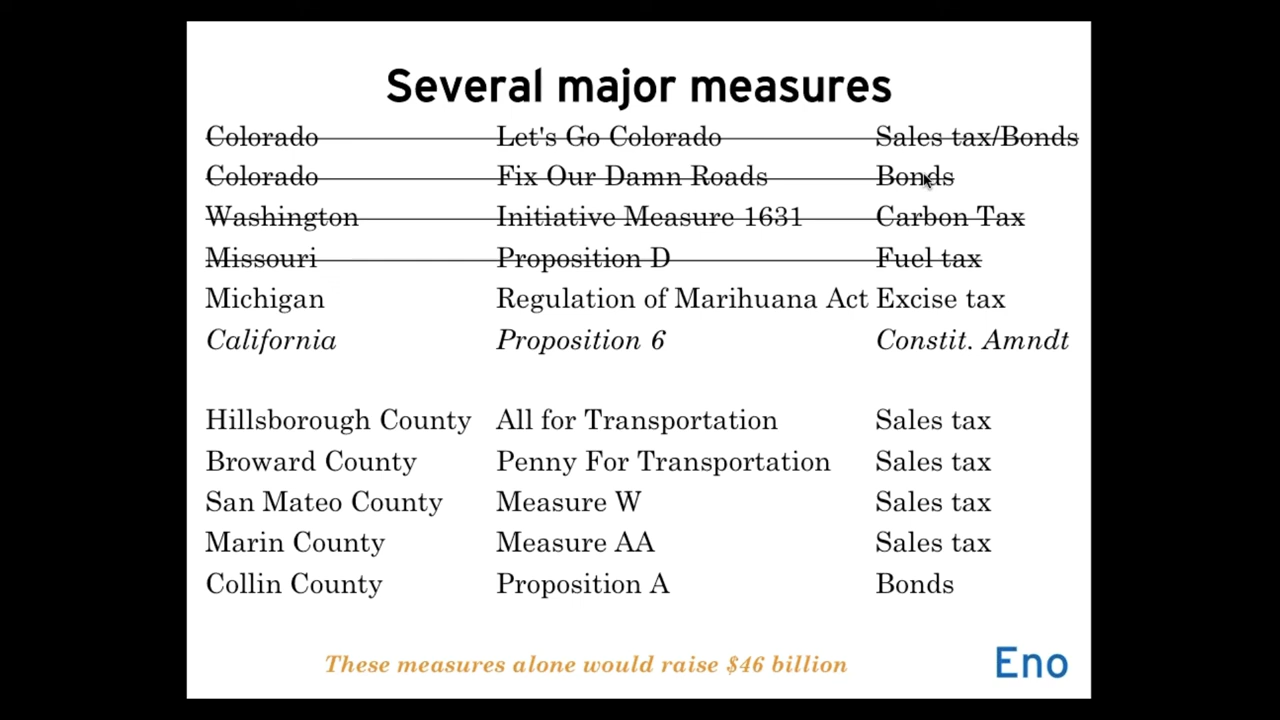 Several major measures
Colorado Let's Go Colorado Sales tax/Bonds
Colorado Fix Our Damn Roads Bonds
Washington Initiative Measure 1631 Carbon Tax
Missouri Proposition D Fuel tax
Michigan Regulation of Marihuana Act Excise tax
California Proposition 6 Constit. Amndt
Hillsborough County All for Transportation Sales tax
Broward County Penny For Transportation Sales tax
San Mateo County Measure W Sales tax
Marin County Measure AA Sales tax
Collin County Proposition A Bonds
These measures alone would raise $46 billion
Eno